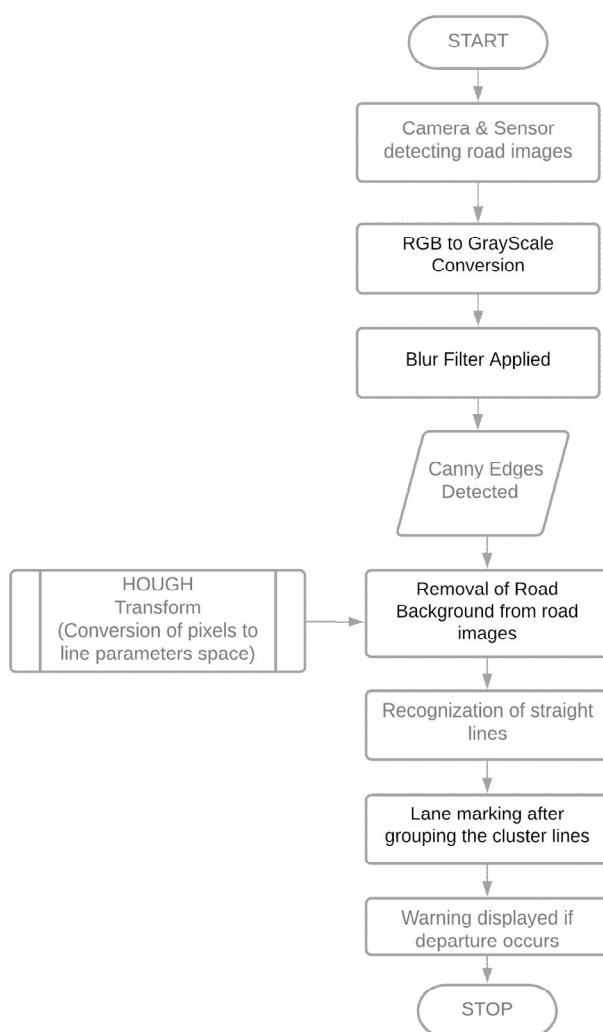 START
Camera & Sensor
detecting road images
RGB to GrayScale
Conversion
Blur Filter Applied
Canny Edges
Detected
HOUGH
Transform
(Conversion of pixels to
line parameters space)
Removal of Road
Background from road
images
Recognization of straight
lines
Lane marking after
grouping the cluster lines
Warning displayed if
departure occurs
STOP